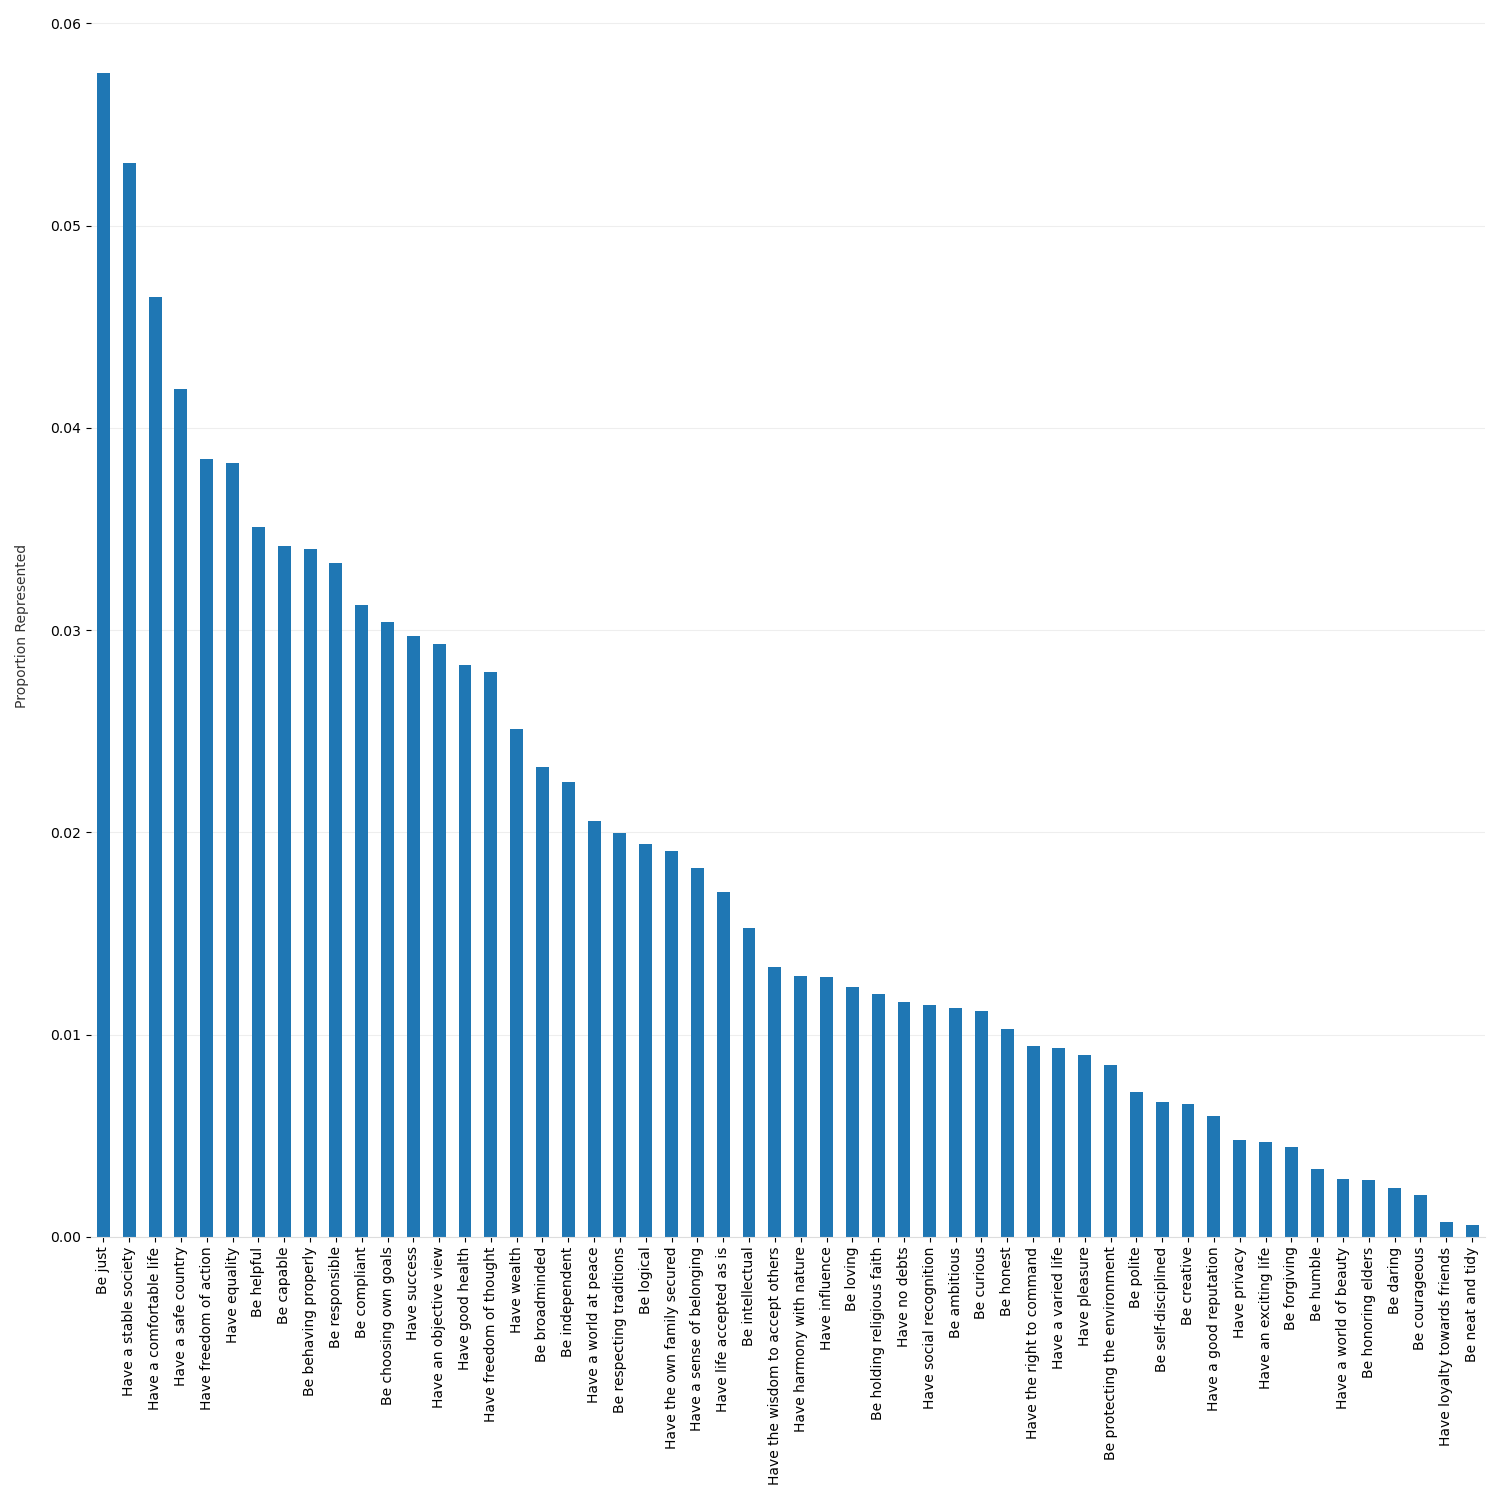 Proportion Represented
0.06
0.05
0.04
0.03
0.02
0.01
0.00
Be just
Have a stable society
Have a comfortable life
Have a safe country
Have freedom of action
Have equality
Be helpful
Be capable
Be behaving properly
Be responsible
Be compliant
Be choosing own goals
Have success
Have an objective view
Have good health
Have freedom of thought
Have wealth
Be broadminded
Be independent
Have a world at peace
Be respecting traditions
Be logical
Have the own family secured
Have a sense of belonging
Have life accepted as is
Be intellectual
Have the wisdom to accept others
Have harmony with nature
Have influence
Be loving
Be holding religious faith
Have no debts
Have social recognition
Be ambitious
Be curious
Be honest
Have the right to command
Have a varied life
Have pleasure
Be protecting the environment
Be polite
Be self-disciplined
Be creative
Have a good reputation
Have privacy
Have an exciting life
Be forgiving
Be humble
Have a world of beauty
Be honoring elders
Be daring
Be courageous
Have loyalty towards friends
Be neat and tidy